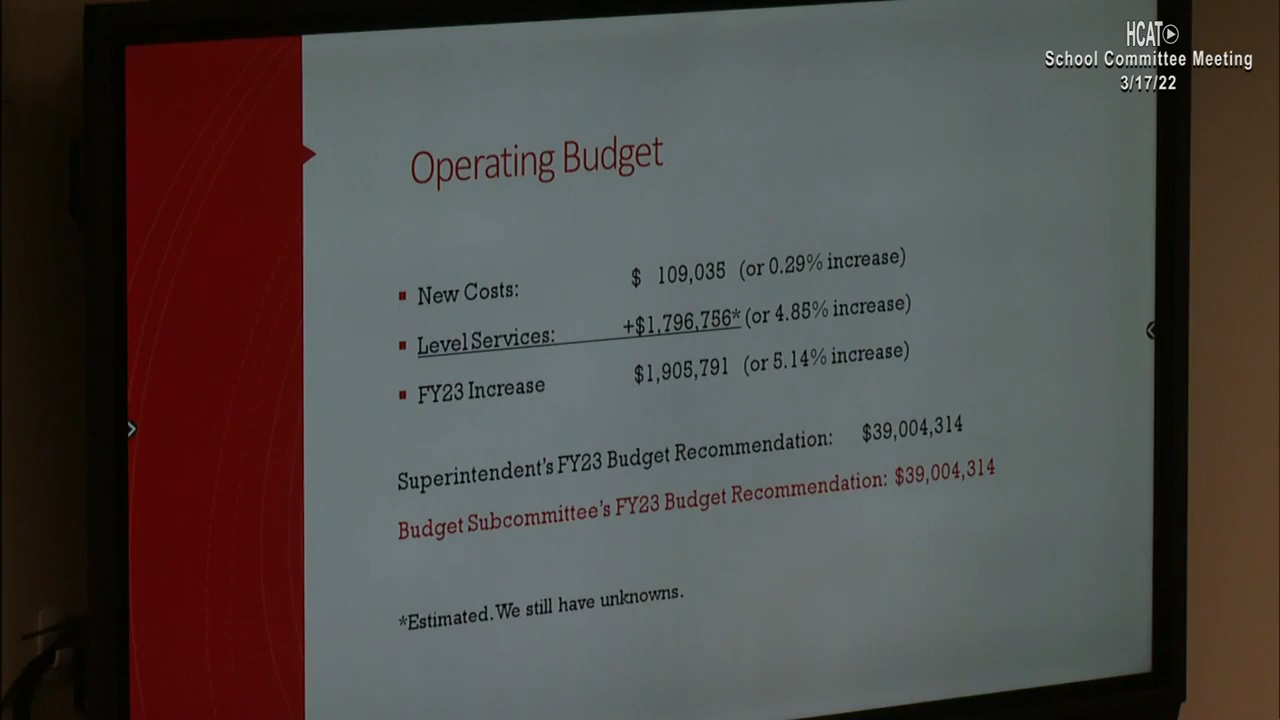 HCAT
School Committee Meeting
3/17/22
Operating Budget
New Costs: $ 109,035 (or 0.29% increase)
Level Services: +$1,796,756* (or 4.85% increase)
FY23 Increase $1,905,791 (or 5.14% increase)
Superintendent's FY23 Budget Recommendation: $39,004,314
Budget Subcommittee's FY23 Budget Recommendation: $39,004,314
*Estimated. We still have unknowns.